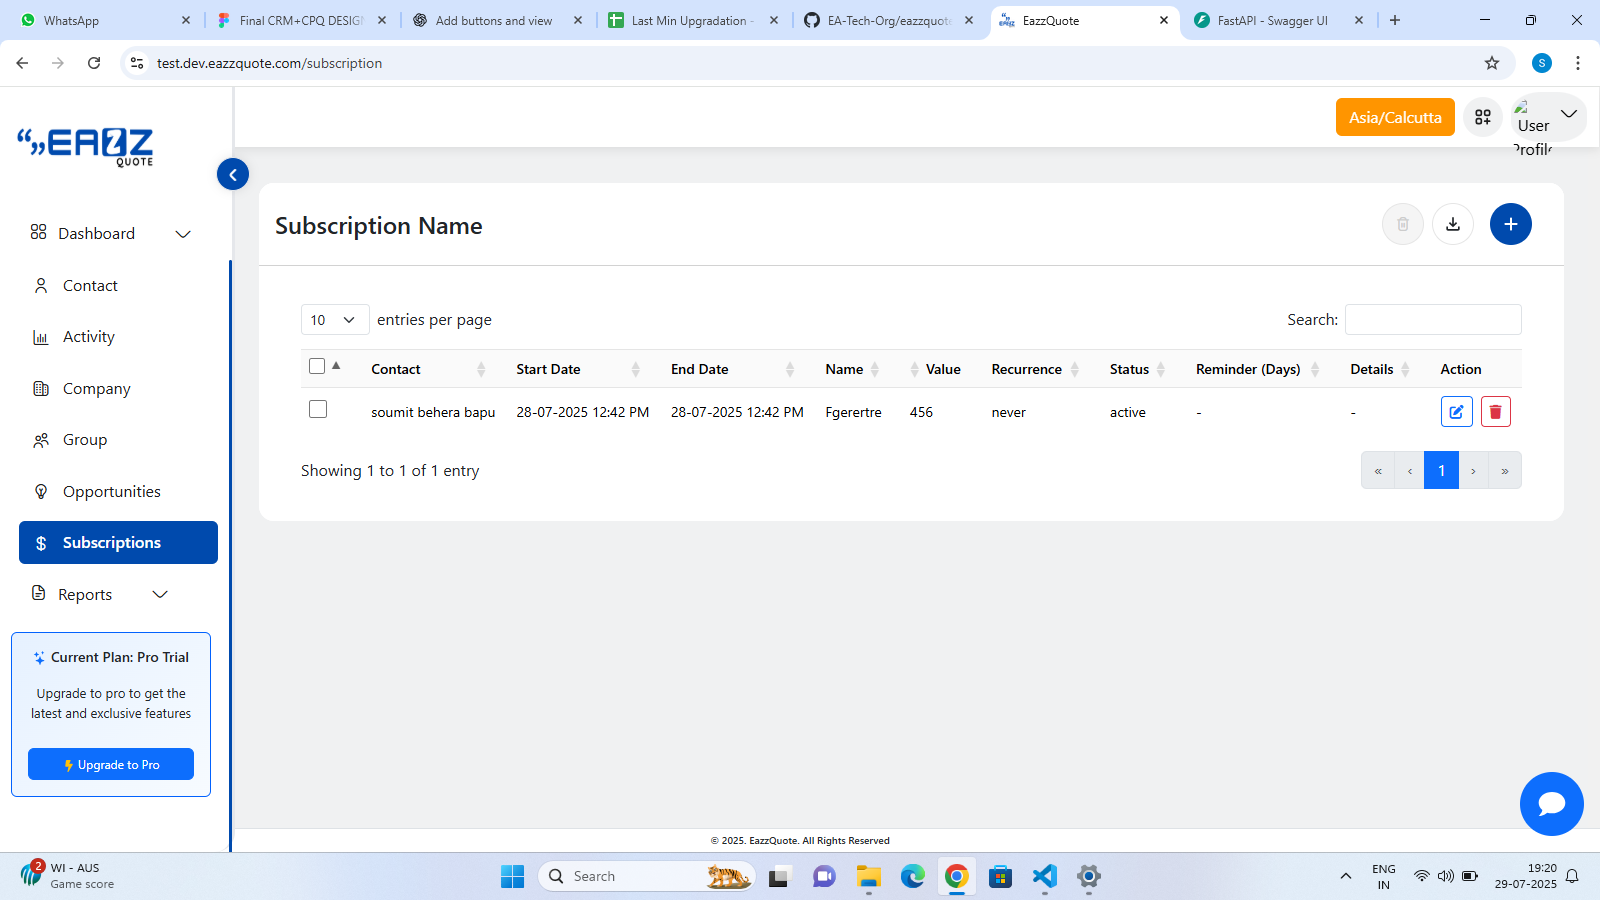 WhatsApp
Final CRM+CPQ DESIGN
Add buttons and view
Last Min Upgradation -
EA-Tech-Org/eazzquote
EazzQuote
FastAPI - Swagger UI
test.dev.eazzquote.com/subscription
S
EAZZ
QUOTE
Asia/Calcutta
User
Profile
Dashboard
Contact
Activity
Company
Group
Opportunities
Subscriptions
Reports
Current Plan: Pro Trial
Upgrade to pro to get the
latest and exclusive features
Upgrade to Pro
Subscription Name
10 entries per page
Search:
Contact Start Date End Date Name Value Recurrence Status Reminder (Days) Details Action
soumit behera bapu 28-07-2025 12:42 PM 28-07-2025 12:42 PM Fgerertre 456 never active - -
Showing 1 to 1 of 1 entry
« ‹ 1 › »
© 2025. EazzQuote. All Rights Reserved
2
WI - AUS
Game score
Search
ENG
IN
19:20
29-07-2025